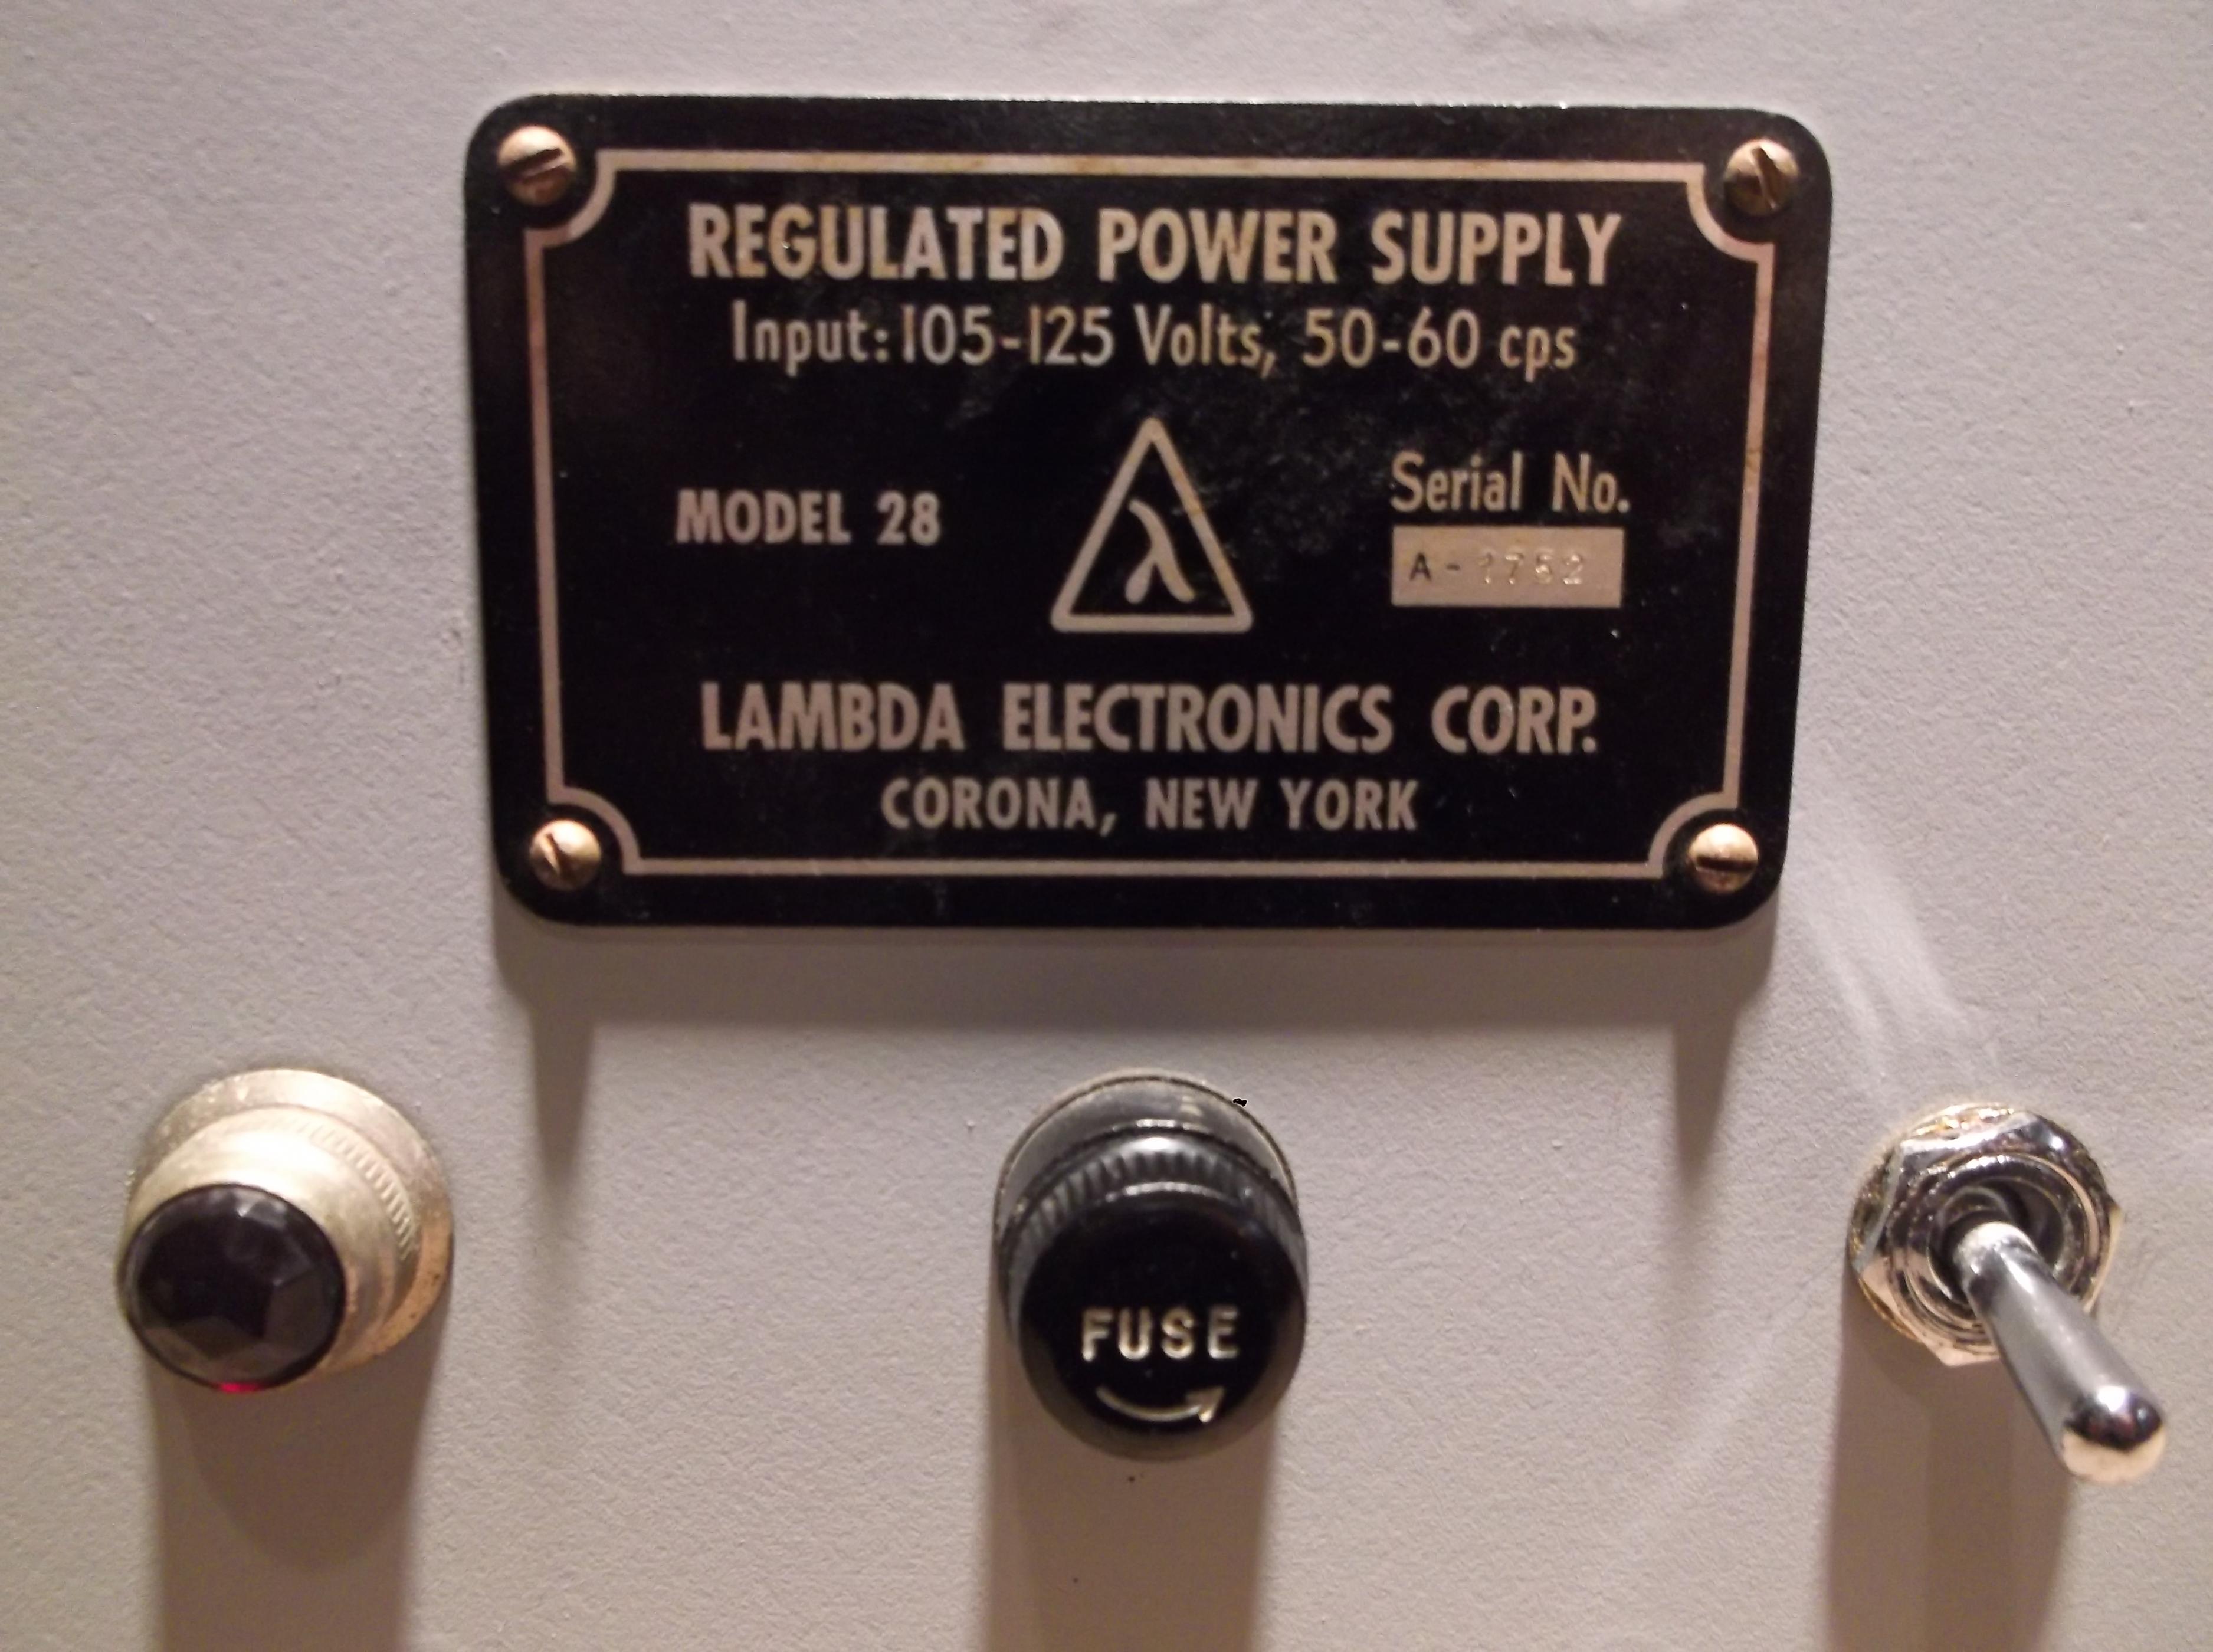 REGULATED POWER SUPPLY
Input: 105-125 Volts, 50-60 cps
MODEL 28
λ
Serial No.
A-1752
LAMBDA ELECTRONICS CORP.
CORONA, NEW YORK
FUSE